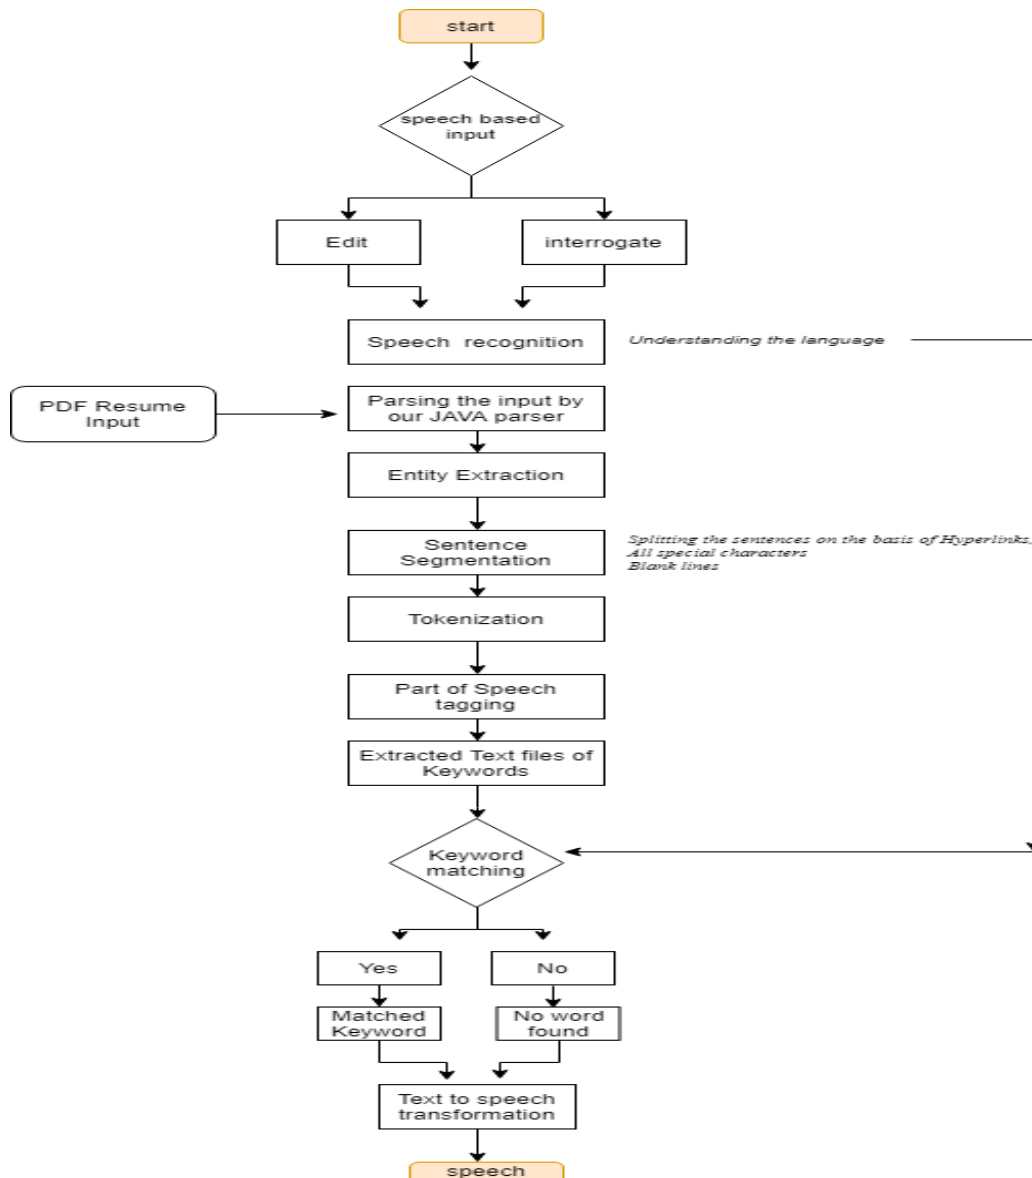 start
speech based
input
Edit
interrogate
Speech recognition
Understanding the language
PDF Resume
Input
Parsing the input by
our JAVA parser
Entity Extraction
Sentence
Segmentation
Splitting the sentences on the basis of Hyperlinks,
All special characters
Blank lines
Tokenization
Part of Speech
tagging
Extracted Text files of
Keywords
Keyword
matching
Yes
No
Matched
Keyword
No word
found
Text to speech
transformation
speech